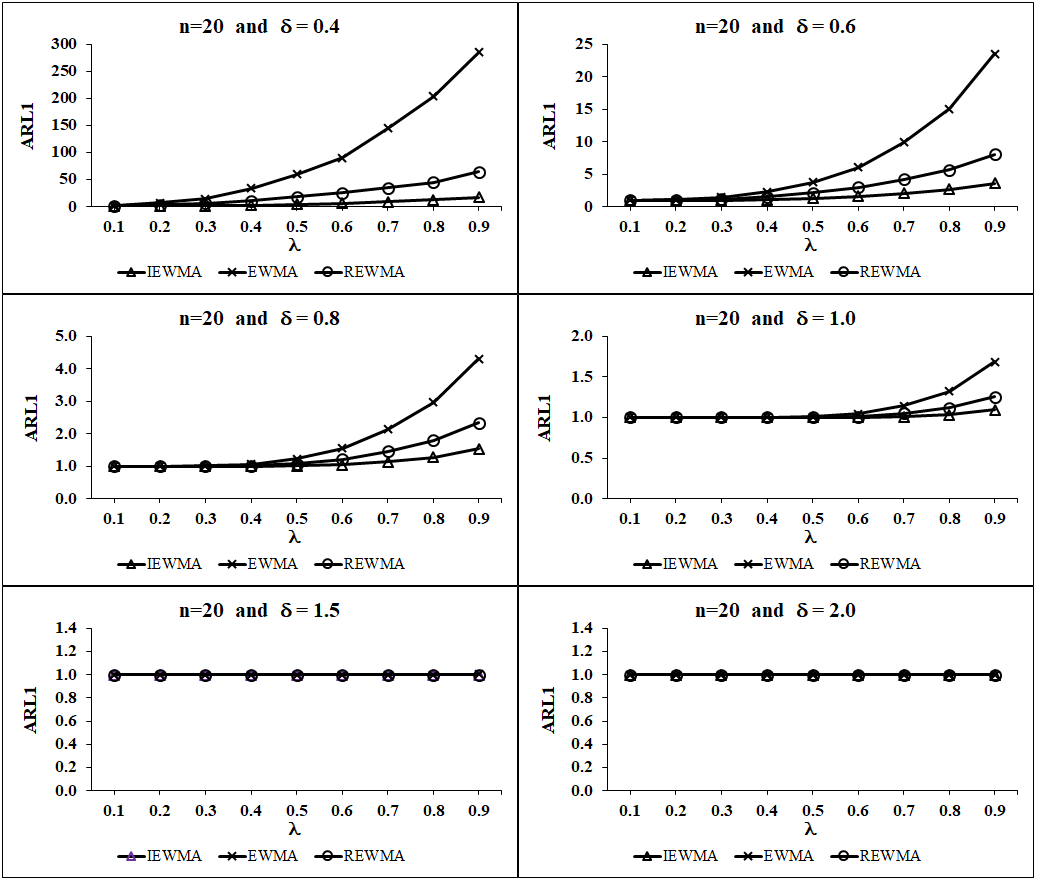 n=20 and δ = 0.4
300
250
200
150
100
50
0
ARL1
0.1 0.2 0.3 0.4 0.5 0.6 0.7 0.8 0.9
λ
IEWMA EWMA REWMA
n=20 and δ = 0.6
25
20
15
10
5
0
ARL1
0.1 0.2 0.3 0.4 0.5 0.6 0.7 0.8 0.9
λ
IEWMA EWMA REWMA
n=20 and δ = 0.8
5.0
4.0
3.0
2.0
1.0
0.0
ARL1
0.1 0.2 0.3 0.4 0.5 0.6 0.7 0.8 0.9
λ
IEWMA EWMA REWMA
n=20 and δ = 1.0
2.0
1.5
1.0
0.5
0.0
ARL1
0.1 0.2 0.3 0.4 0.5 0.6 0.7 0.8 0.9
λ
IEWMA EWMA REWMA
n=20 and δ = 1.5
1.4
1.2
1.0
0.8
0.6
0.4
0.2
0.0
ARL1
0.1 0.2 0.3 0.4 0.5 0.6 0.7 0.8 0.9
λ
IEWMA EWMA REWMA
n=20 and δ = 2.0
1.4
1.2
1.0
0.8
0.6
0.4
0.2
0.0
ARL1
0.1 0.2 0.3 0.4 0.5 0.6 0.7 0.8 0.9
λ
IEWMA EWMA REWMA